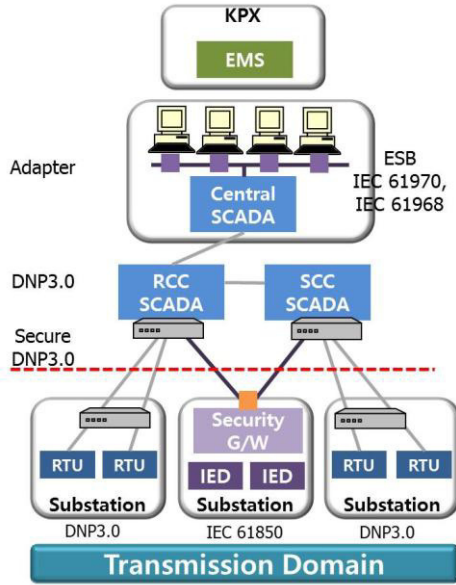 KPX
EMS
Adapter
ESB
IEC 61970,
IEC 61968
Central
SCADA
DNP3.0
RCC
SCADA
SCC
SCADA
Secure
DNP3.0
Security
G/W
RTU
RTU
IED
IED
RTU
RTU
Substation
Substation
Substation
DNP3.0
IEC 61850
DNP3.0
Transmission Domain